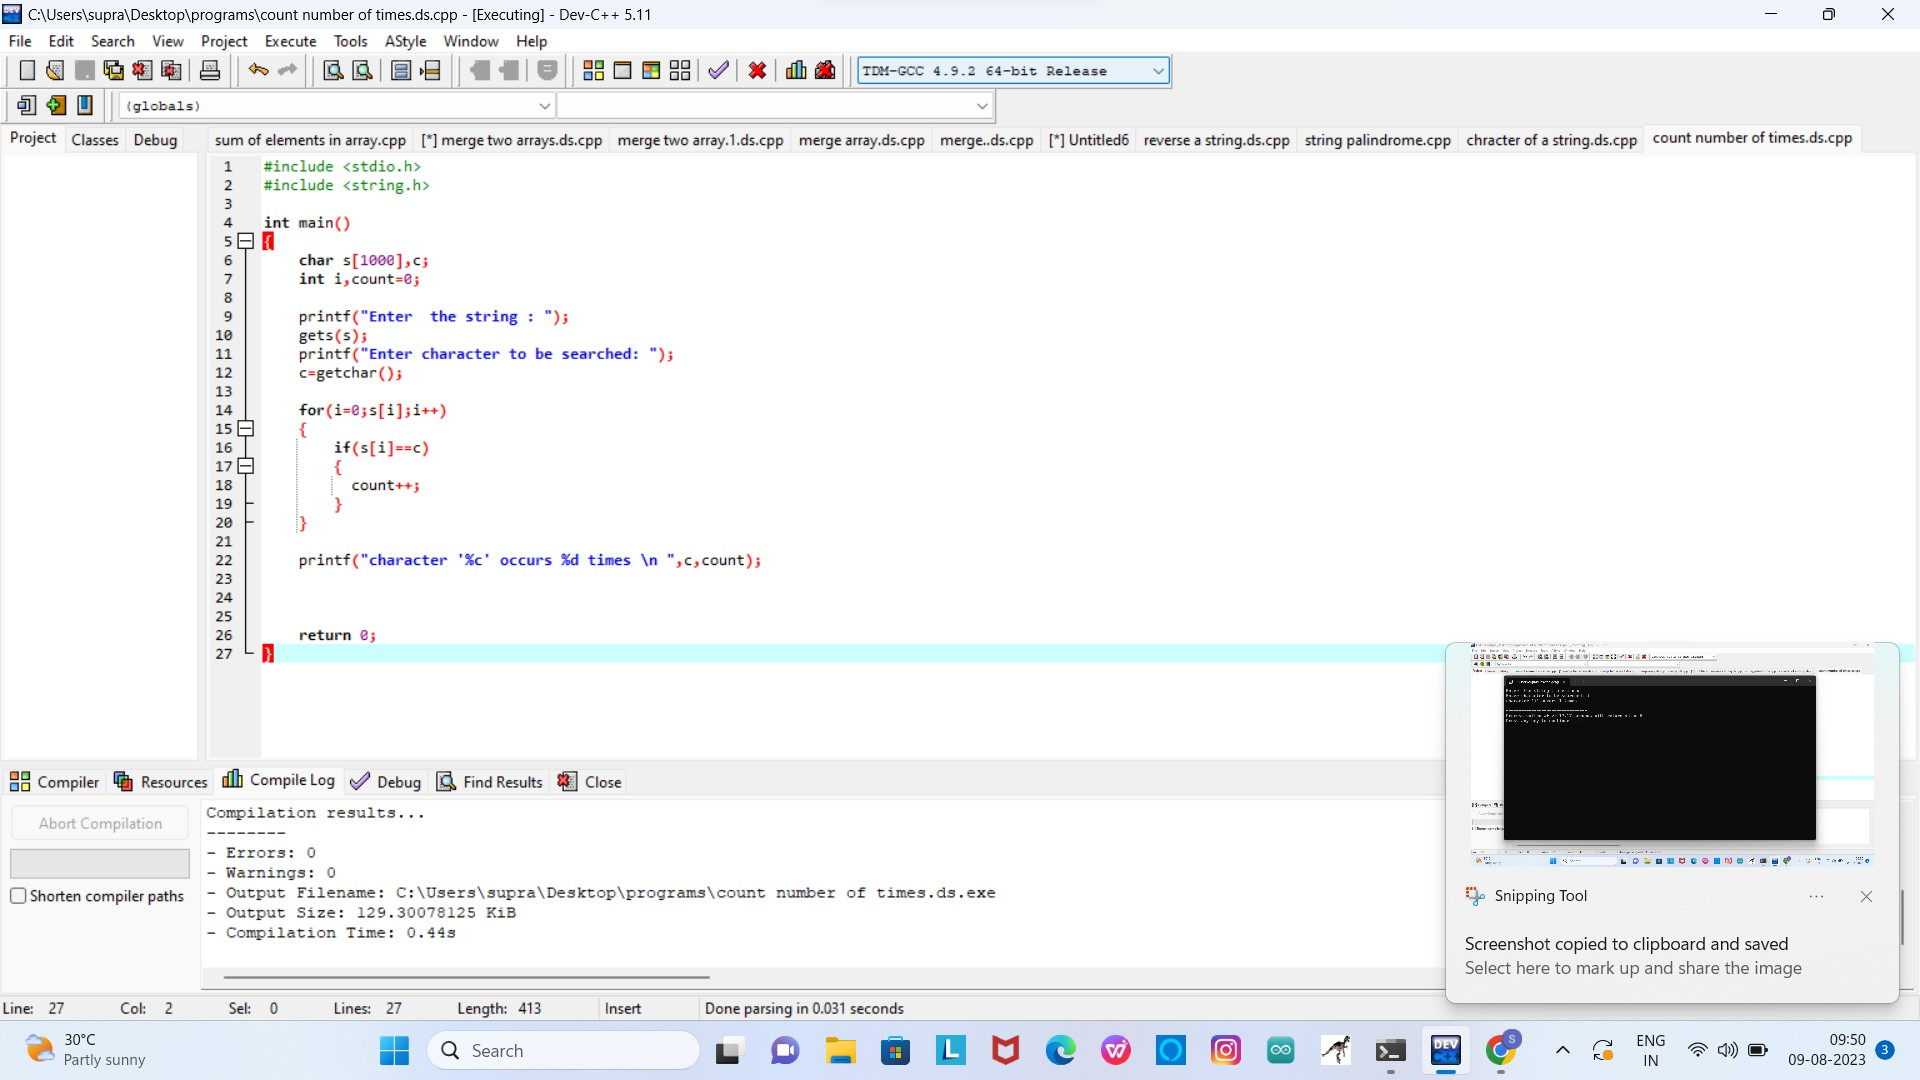 C:\Users\supra\Desktop\programs\count number of times.ds.cpp - [Executing] - Dev-C++ 5.11
File Edit Search View Project Execute Tools AStyle Window Help
TDM-GCC 4.9.2 64-bit Release
(globals)
Project Classes Debug
sum of elements in array.cpp [*] merge two arrays.ds.cpp merge two array.1.ds.cpp merge array.ds.cpp merge..ds.cpp [*] Untitled6 reverse a string.ds.cpp string palindrome.cpp chracter of a string.ds.cpp count number of times.ds.cpp
1 #include <stdio.h>
2 #include <string.h>
3
4 int main()
5 {
6 char s[1000],c;
7 int i,count=0;
8
9 printf("Enter  the string : ");
10 gets(s);
11 printf("Enter character to be searched: ");
12 c=getchar();
13
14 for(i=0;s[i];i++)
15 {
16 if(s[i]==c)
17 {
18 count++;
19 }
20 }
21
22 printf("character '%c' occurs %d times \n ",c,count);
23
24
25
26 return 0;
27 }
Compiler Resources Compile Log Debug Find Results Close
Abort Compilation
Shorten compiler paths
Compilation results...
--------
- Errors: 0
- Warnings: 0
- Output Filename: C:\Users\supra\Desktop\programs\count number of times.ds.exe
- Output Size: 129.30078125 KiB
- Compilation Time: 0.44s
Snipping Tool
Screenshot copied to clipboard and saved
Select here to mark up and share the image
Line: 27 Col: 2 Sel: 0 Lines: 27 Length: 413 Insert Done parsing in 0.031 seconds
30°C
Partly sunny
Search
ENG
IN
09:50
09-08-2023
3